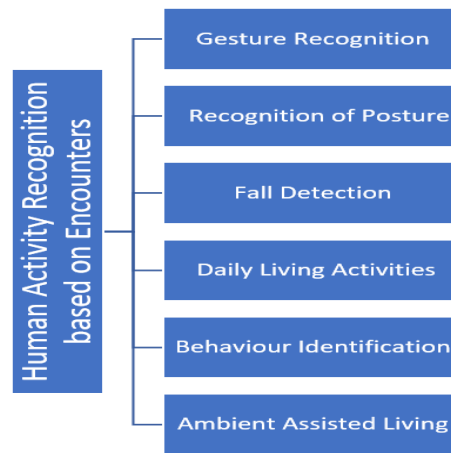 Human Activity Recognition
based on Encounters
Gesture Recognition
Recognition of Posture
Fall Detection
Daily Living Activities
Behaviour Identification
Ambient Assisted Living